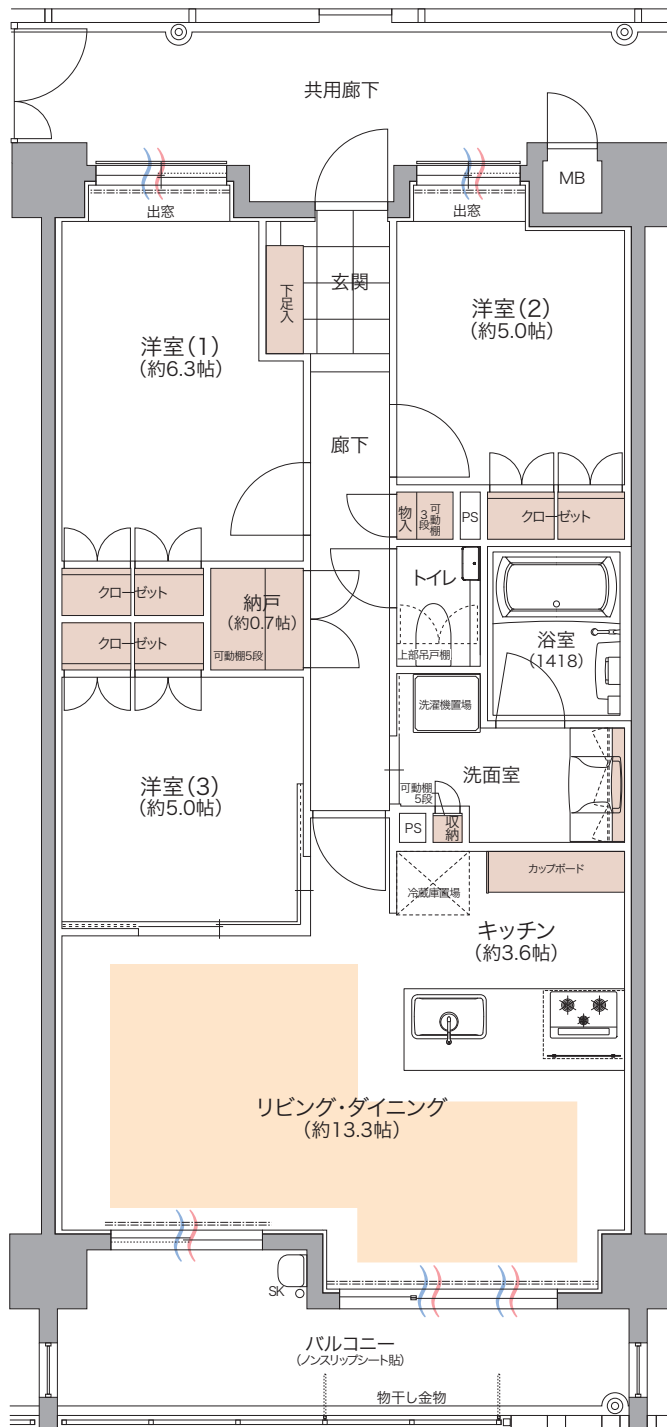 共用廊下
MB
出窓
出窓
玄関
下足入
洋室(2)
(約5.0帖)
洋室(1)
(約6.3帖)
廊下
物入
可動棚
3段
PS
クローゼット
トイレ
上部吊戸棚
クローゼット
納戸
(約0.7帖)
可動棚5段
クローゼット
浴室
(1418)
洗濯機置場
洗面室
洋室(3)
(約5.0帖)
可動棚
5段
PS
収納
冷蔵庫置場
カップボード
キッチン
(約3.6帖)
リビング・ダイニング
(約13.3帖)
SK
バルコニー
(ノンスリップシート貼)
物干し金物